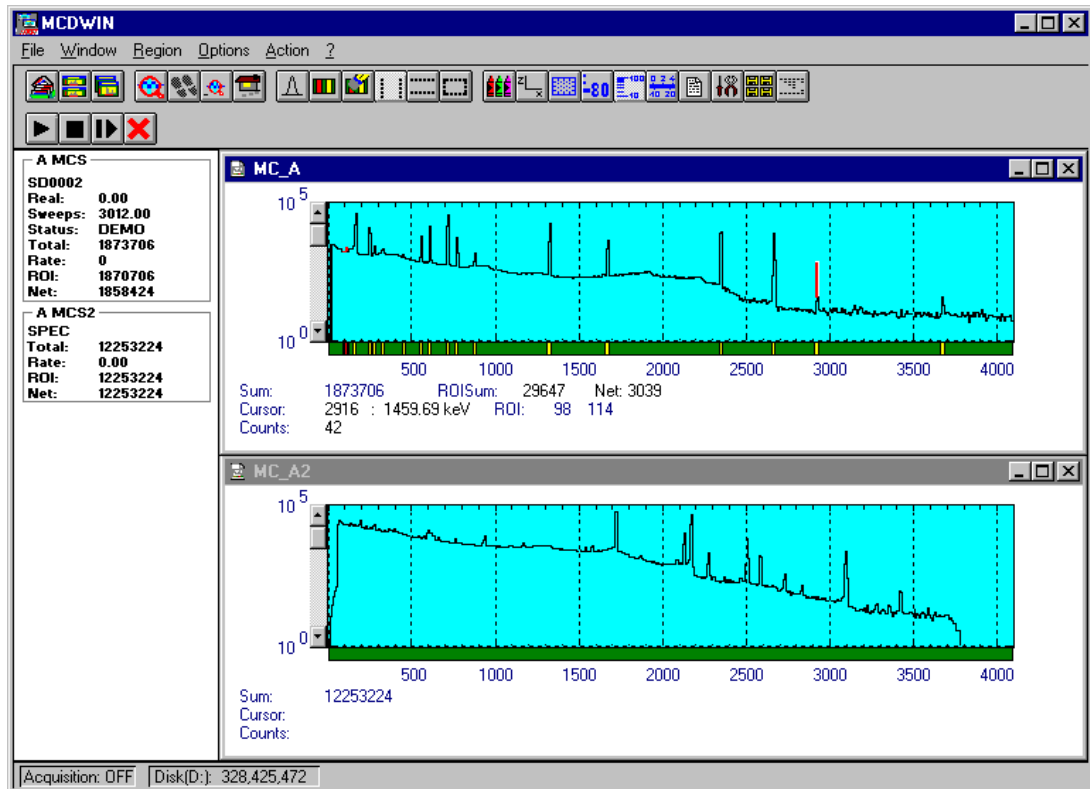 MCDWIN
File Window Region Options Action ?
A MCS
SD0002
Real: 0.00
Sweeps: 3012.00
Status: DEMO
Total: 1873706
Rate: 0
ROI: 1870706
Net: 1858424
A MCS2
SPEC
Total: 12253224
Rate: 0.00
ROI: 12253224
Net: 12253224
MC_A
10 5
10 0
500 1000 1500 2000 2500 3000 3500 4000
Sum: 1873706 ROISum: 29647 Net: 3039
Cursor: 2916 : 1459.69 keV ROI: 98 114
Counts: 42
MC_A2
10 5
10 0
500 1000 1500 2000 2500 3000 3500 4000
Sum: 12253224
Cursor:
Counts:
Acquisition: OFF Disk(D:): 328,425,472